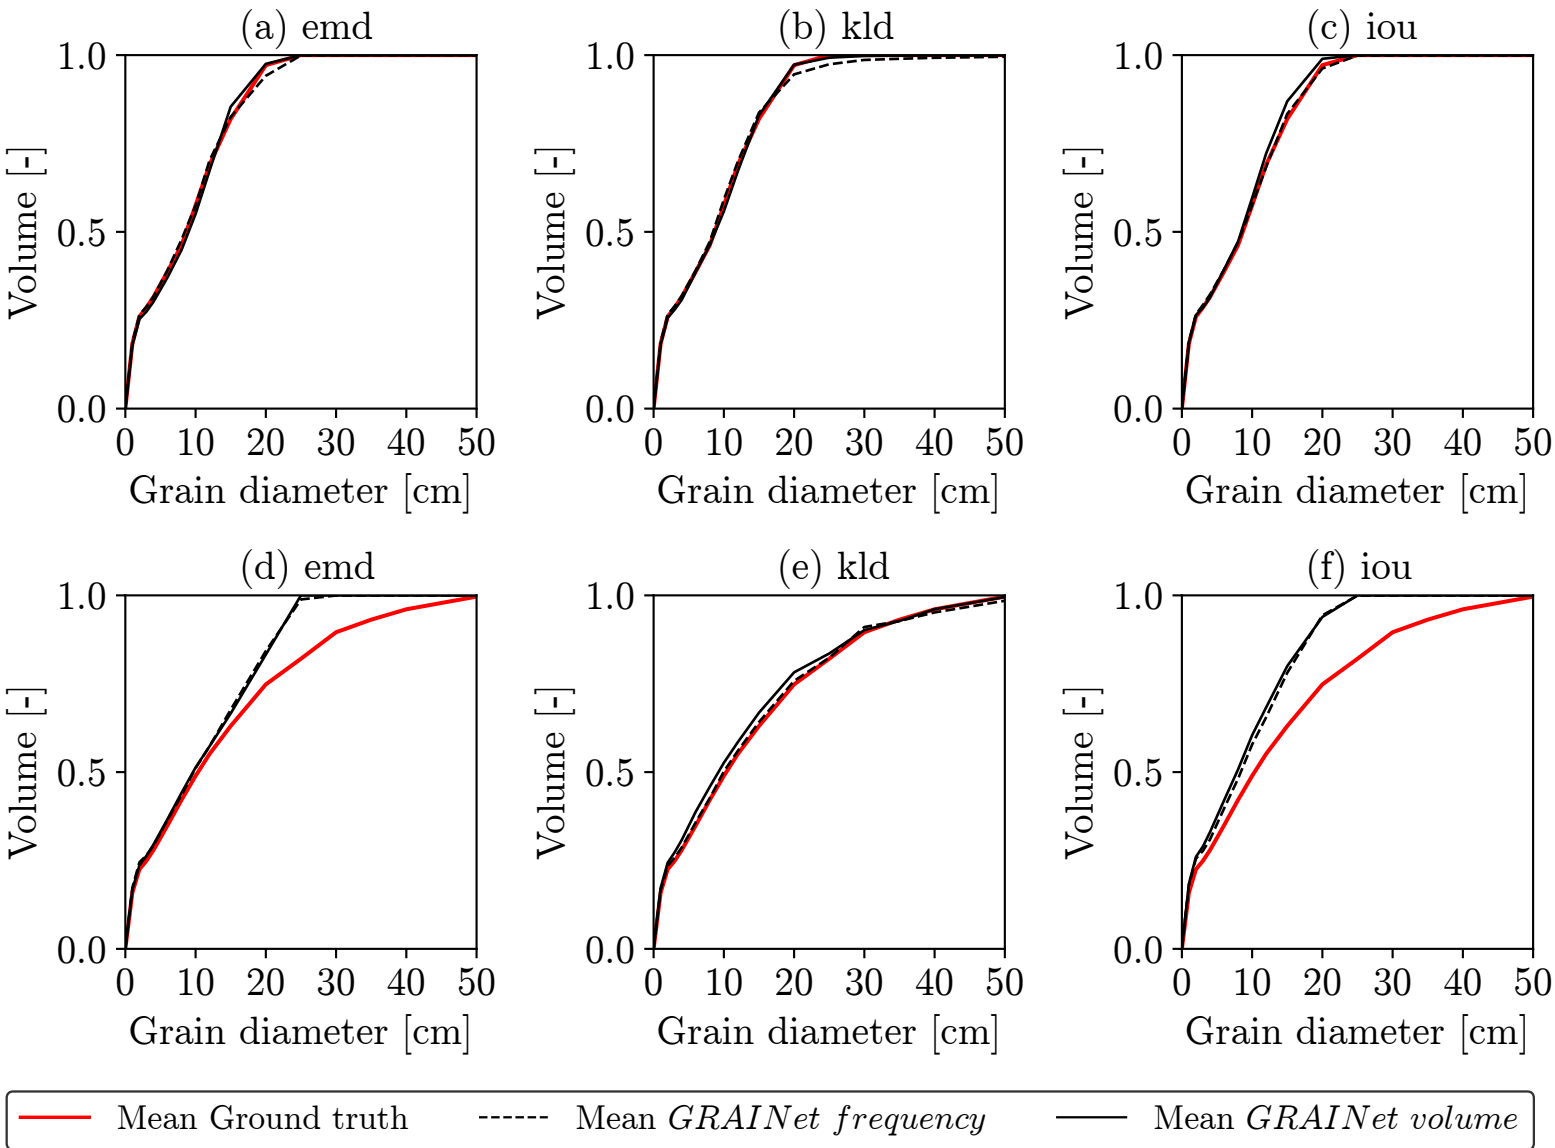 (a) emd
(b) kld
(c) iou
1.0
0.5
0.0
Volume [-]
0 10 20 30 40 50
Grain diameter [cm]
1.0
0.5
0.0
Volume [-]
0 10 20 30 40 50
Grain diameter [cm]
1.0
0.5
0.0
Volume [-]
0 10 20 30 40 50
Grain diameter [cm]
(d) emd
(e) kld
(f) iou
1.0
0.5
0.0
Volume [-]
0 10 20 30 40 50
Grain diameter [cm]
1.0
0.5
0.0
Volume [-]
0 10 20 30 40 50
Grain diameter [cm]
1.0
0.5
0.0
Volume [-]
0 10 20 30 40 50
Grain diameter [cm]
Mean Ground truth
Mean GRAINet frequency
Mean GRAINet volume